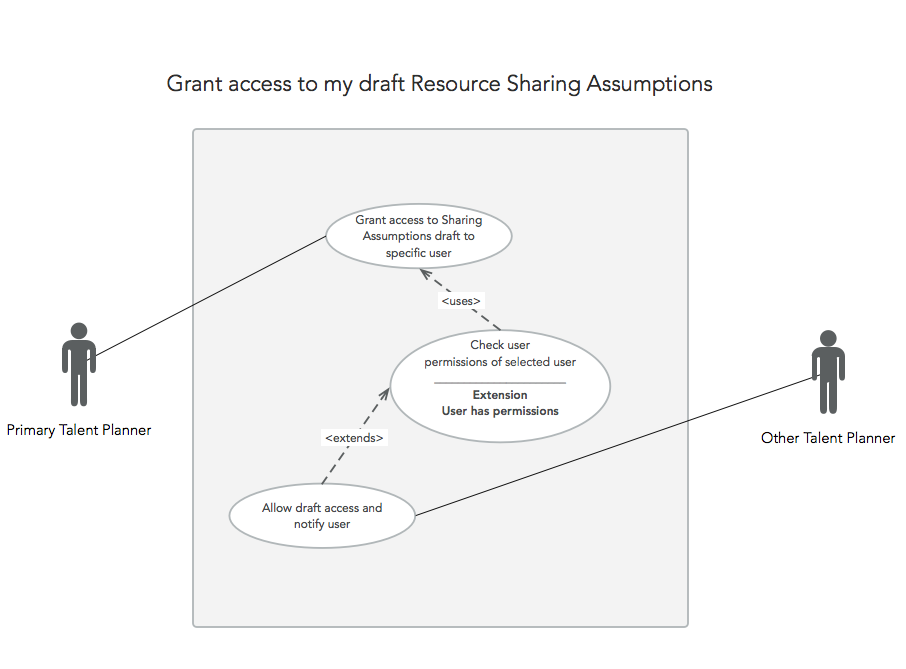 Grant access to my draft Resource Sharing Assumptions
Grant access to Sharing
Assumptions draft to
specific user
<uses>
Check user
permissions of selected user
Extension
User has permissions
Primary Talent Planner
Other Talent Planner
<extends>
Allow draft access and
notify user